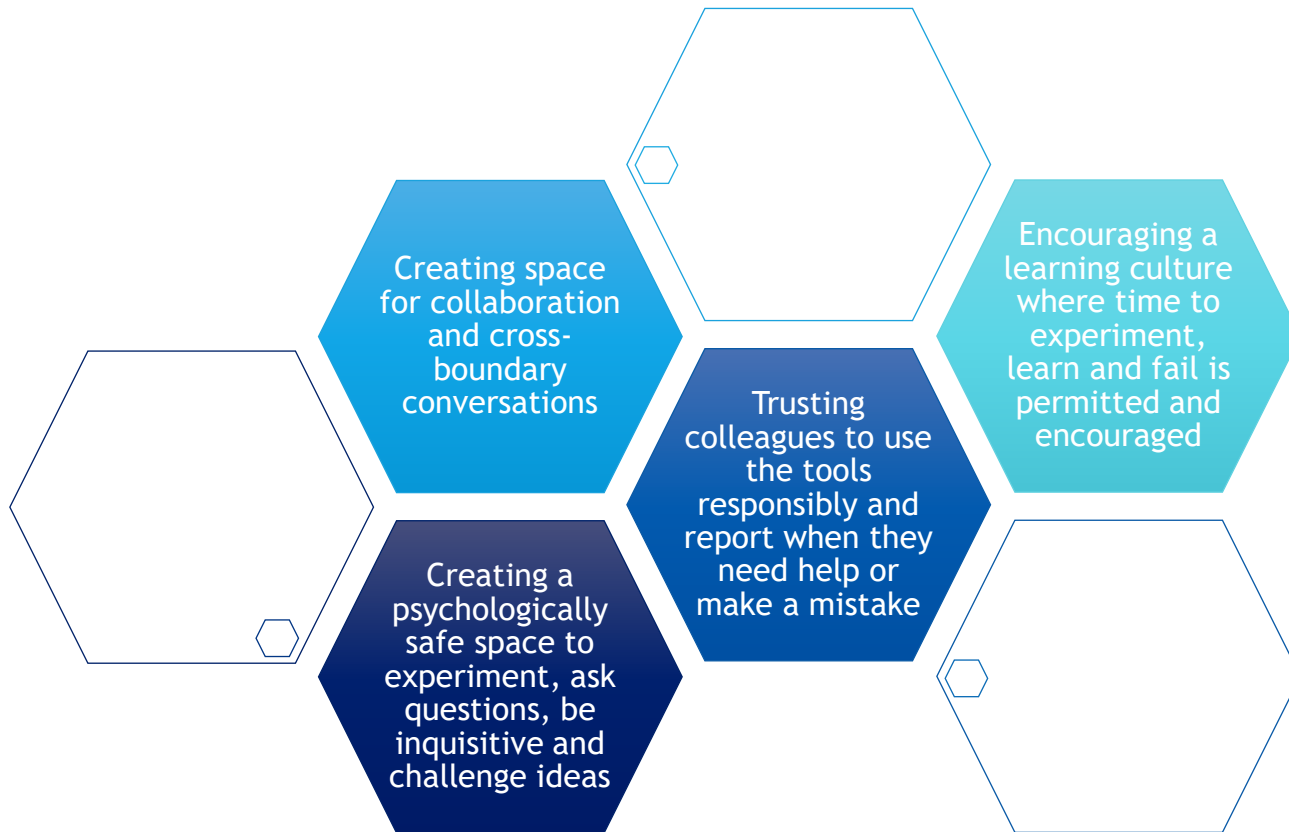 Creating space
for collaboration
and cross-
boundary
conversations
Encouraging a
learning culture
where time to
experiment,
learn and fail is
permitted and
encouraged
Trusting
colleagues to use
the tools
responsibly and
report when they
need help or
make a mistake
Creating a
psychologically
safe space to
experiment, ask
questions, be
inquisitive and
challenge ideas